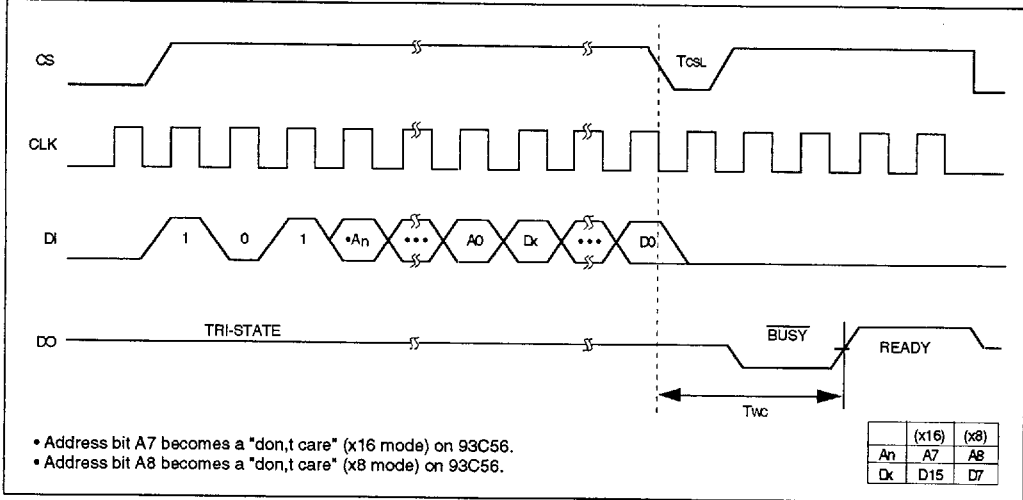 CS
TCSL
CLK
DI
1 0 1 •An ••• A0 Dx ••• D0
DO
TRI-STATE
BUSY
READY
TWC
• Address bit A7 becomes a "don,t care" (x16 mode) on 93C56.
• Address bit A8 becomes a "don,t care" (x8 mode) on 93C56.
(x16) (x8)
An A7 A8
Dx D15 D7